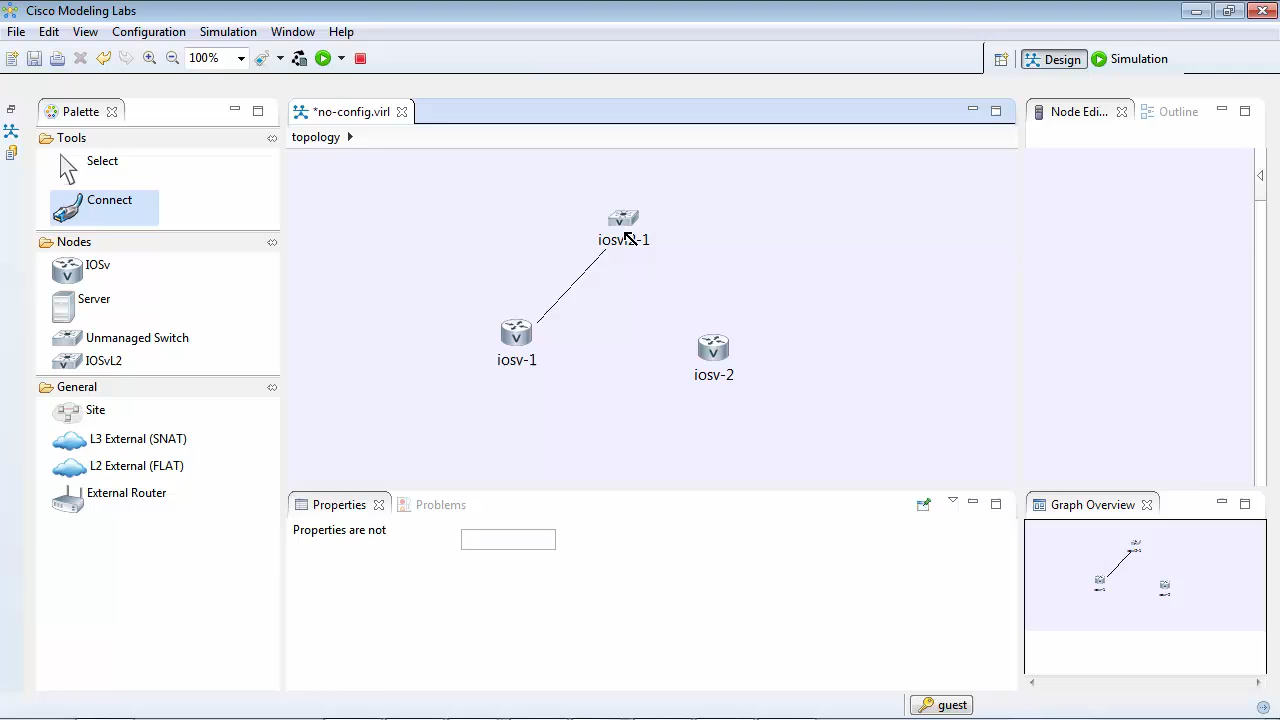 Cisco Modeling Labs
File Edit View Configuration Simulation Window Help
100%
Design Simulation
Palette
*no-config.virl
Node Edi...
Outline
Tools
topology
Select
Connect
Nodes
IOSv
Server
Unmanaged Switch
IOSvL2
General
Site
L3 External (SNAT)
L2 External (FLAT)
External Router
iosv-1
iosv-2
Properties
Problems
Properties are not
Graph Overview
guest